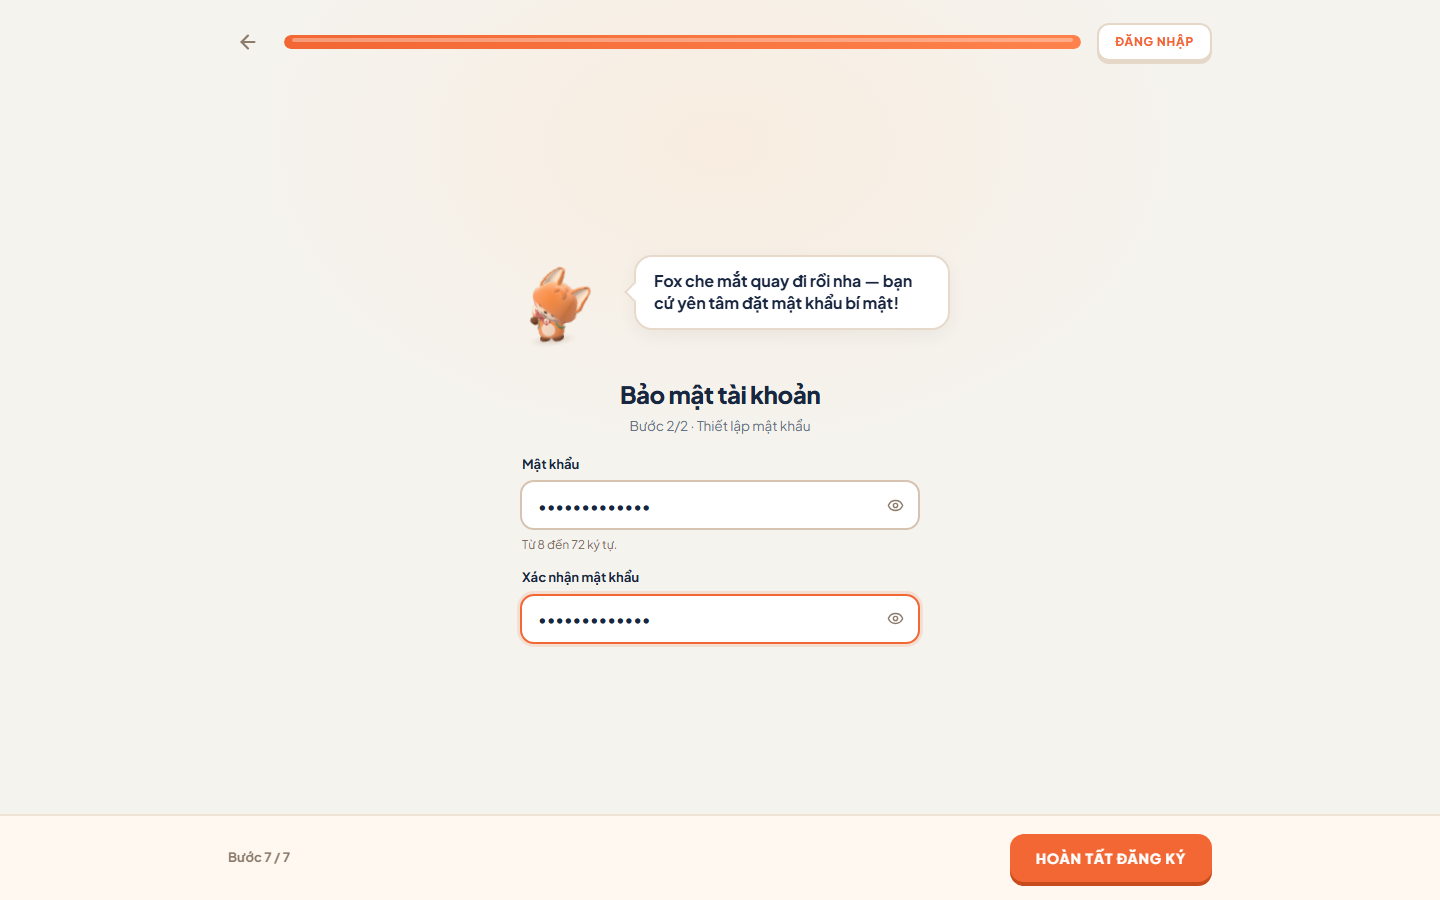 ĐĂNG NHẬP
Fox che mắt quay đi rồi nha — bạn
cứ yên tâm đặt mật khẩu bí mật!
Bảo mật tài khoản
Bước 2/2 · Thiết lập mật khẩu
Mật khẩu
•••••••••••••
Từ 8 đến 72 ký tự.
Xác nhận mật khẩu
•••••••••••••
Bước 7 / 7
HOÀN TẤT ĐĂNG KÝ